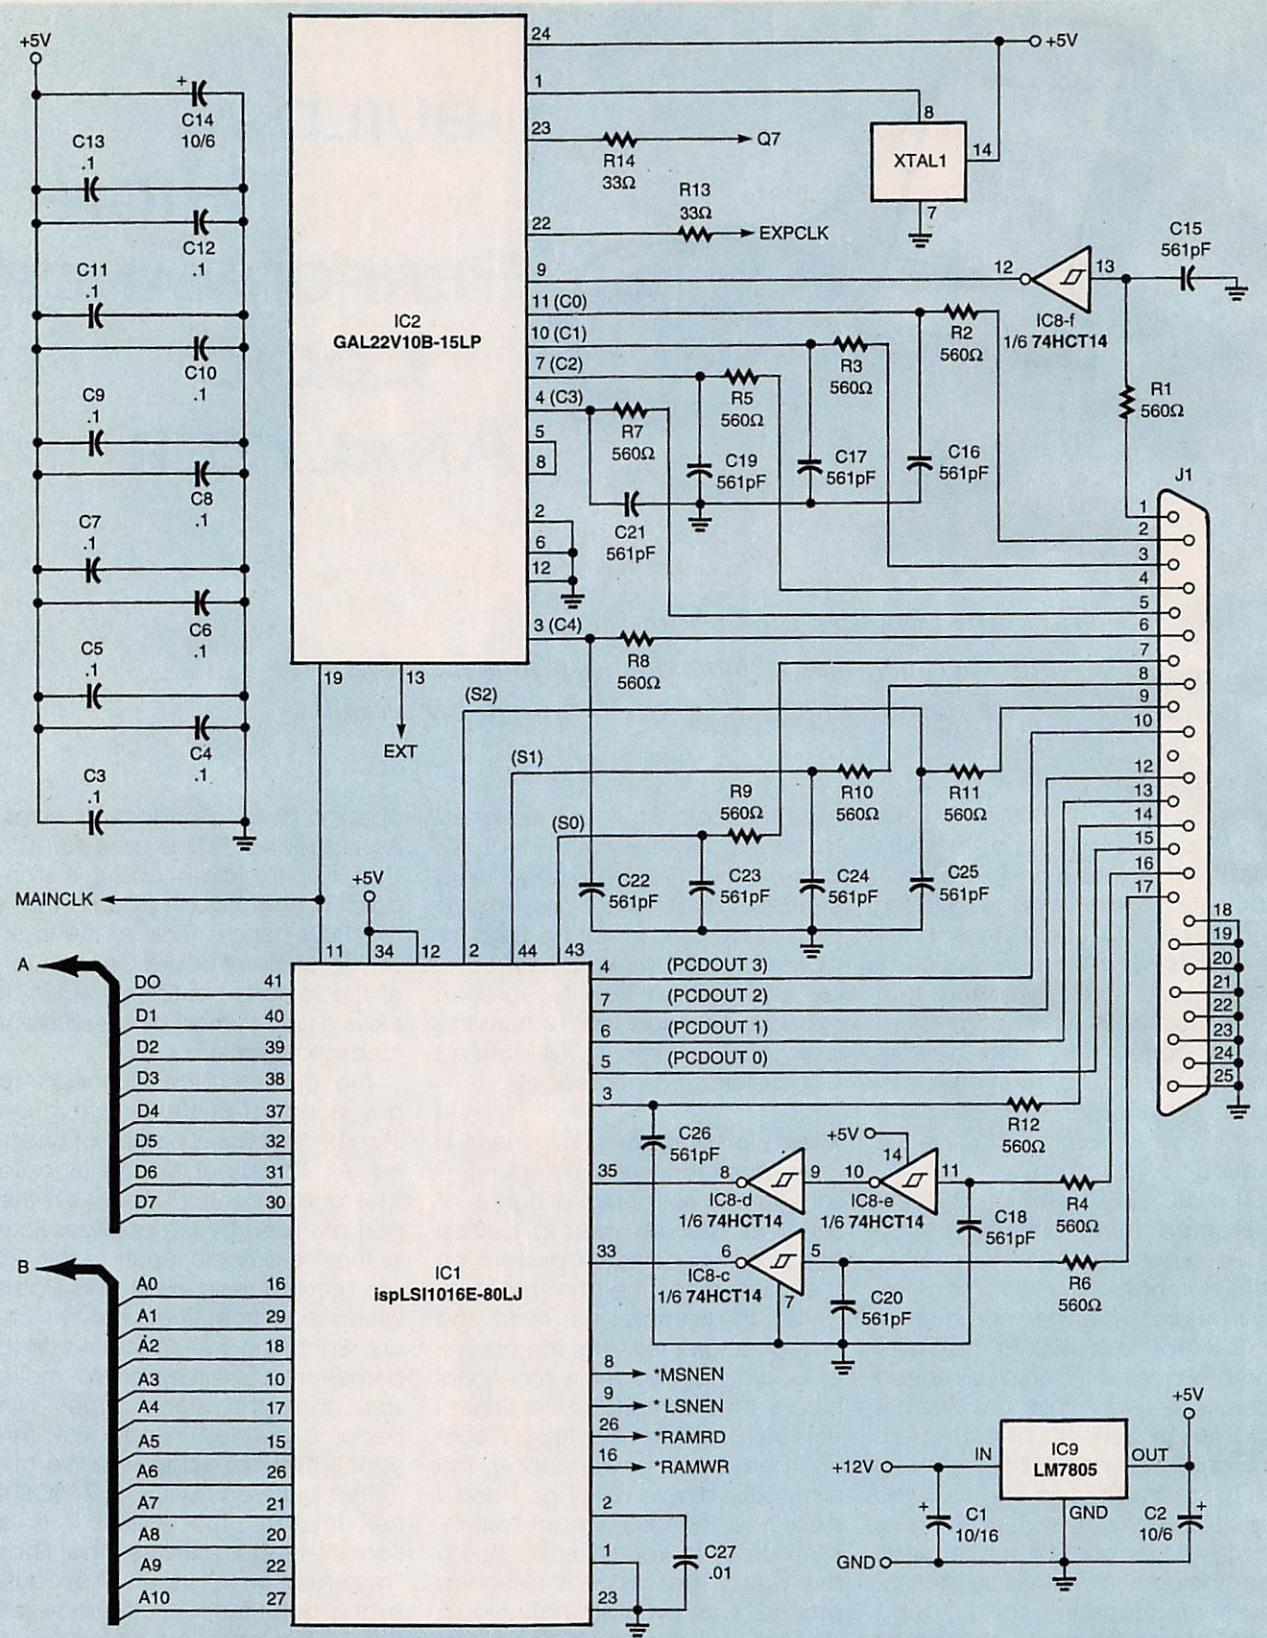 +5V
C14
10/6
C13
.1
C12
.1
C11
.1
C10
.1
C9
.1
C8
.1
C7
.1
C6
.1
C5
.1
C4
.1
C3
.1
+
IC2
GAL22V10B-15LP
24
+5V
1
8
XTAL1
14
7
23
R14
33Ω
Q7
R13
33Ω
22
EXPCLK
9
12
13
IC8-f
1/6 74HCT14
C15
561pF
11 (C0)
R2
560Ω
10 (C1)
R3
560Ω
7 (C2)
R5
560Ω
4 (C3)
R7
560Ω
R1
560Ω
5
8
C19
561pF
C17
561pF
C16
561pF
C21
561pF
2
6
12
3 (C4)
R8
560Ω
J1
1
2
3
4
5
6
7
8
9
10
12
13
14
15
16
17
18
19
20
21
22
23
24
25
19
13
EXT
(S2)
(S1)
(S0)
R9
560Ω
R10
560Ω
R11
560Ω
C22
561pF
C23
561pF
C24
561pF
C25
561pF
MAINCLK
+5V
11
34
12
2
44
43
A
DO 41
D1 40
D2 39
D3 38
D4 37
D5 32
D6 31
D7 30
B
A0 16
A1 29
A2 18
A3 10
A4 17
A5 15
A6 26
A7 21
A8 20
A9 22
A10 27
IC1
ispLSI1016E-80LJ
4 (PCDOUT 3)
7 (PCDOUT 2)
6 (PCDOUT 1)
5 (PCDOUT 0)
3
R12
560Ω
C26
561pF
+5V
14
35
8
9
10
11
IC8-d
1/6 74HCT14
IC8-e
1/6 74HCT14
R4
560Ω
C18
561pF
33
6
5
IC8-c
1/6 74HCT14
7
R6
560Ω
C20
561pF
8 *MSNEN
9 * LSNEN
26 *RAMRD
16 *RAMWR
2
1
23
C27
.01
+5V
+12V
IN
IC9
LM7805
OUT
GND
+
C1
10/16
C2
10/6
+
GND